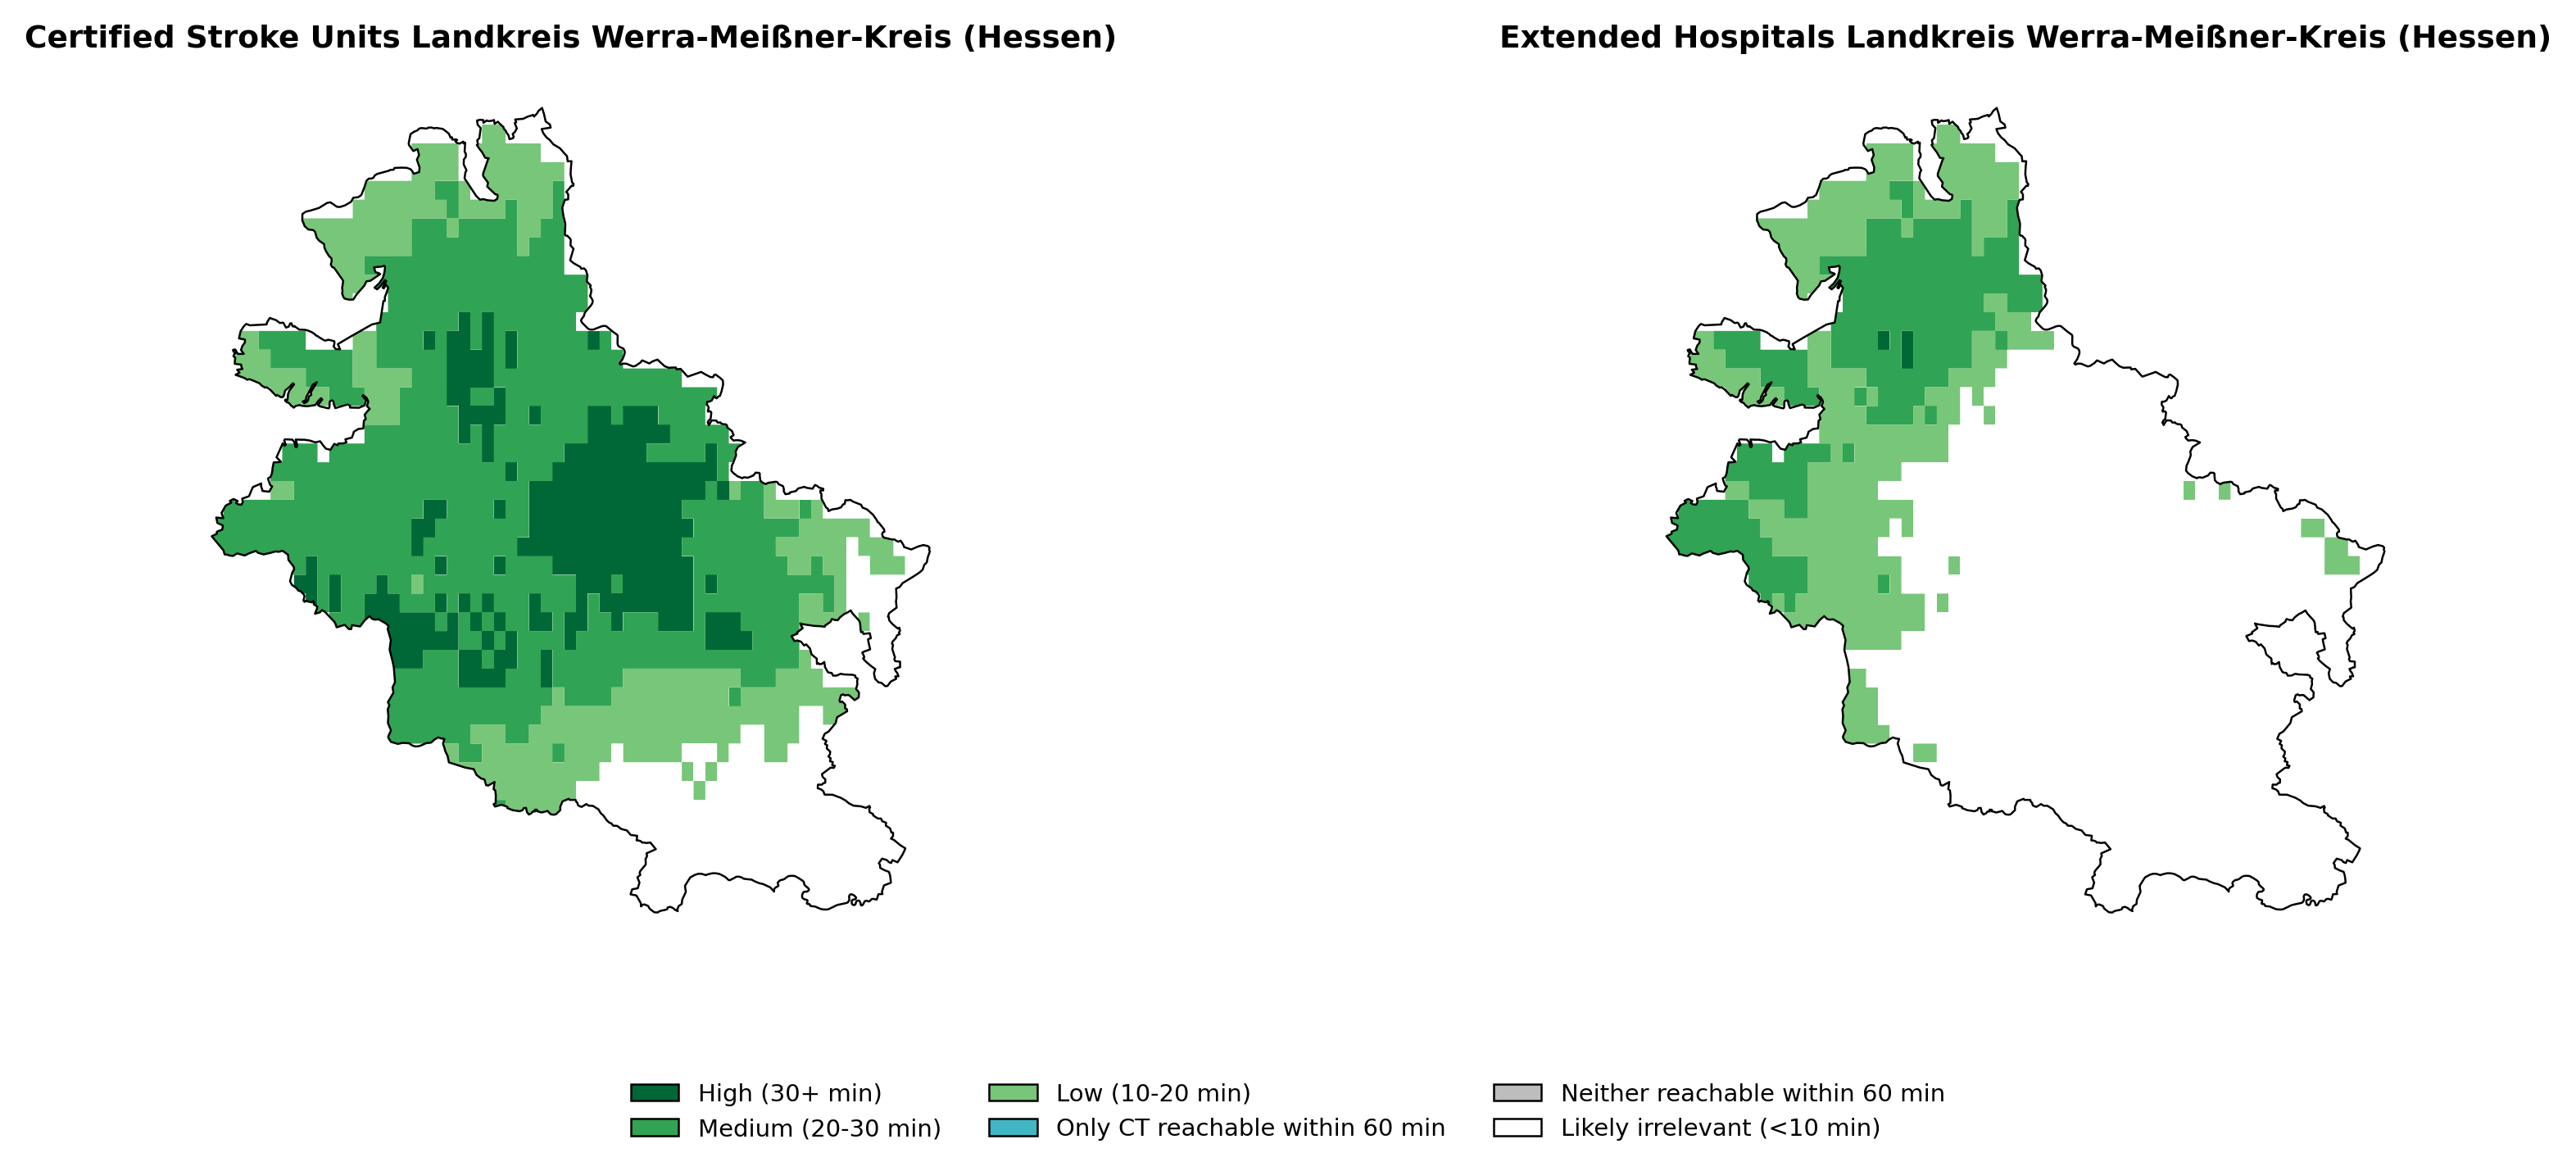 Certified Stroke Units Landkreis Werra-Meißner-Kreis (Hessen)
Extended Hospitals Landkreis Werra-Meißner-Kreis (Hessen)
High (30+ min)
Medium (20-30 min)
Low (10-20 min)
Only CT reachable within 60 min
Neither reachable within 60 min
Likely irrelevant (<10 min)